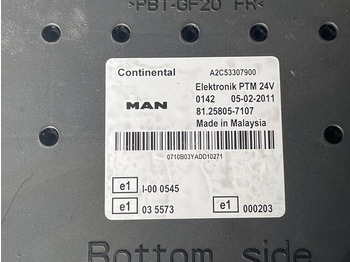 >PBT-GF20 FR<
Continental A2C53307900
Elektronik PTM 24V
MAN 0142 05-02-2011
81.25805-7107
Made in Malaysia
0710B03YADD10271
e1 I-00 0545
e1 03 5573 e1 000203
Bottom side